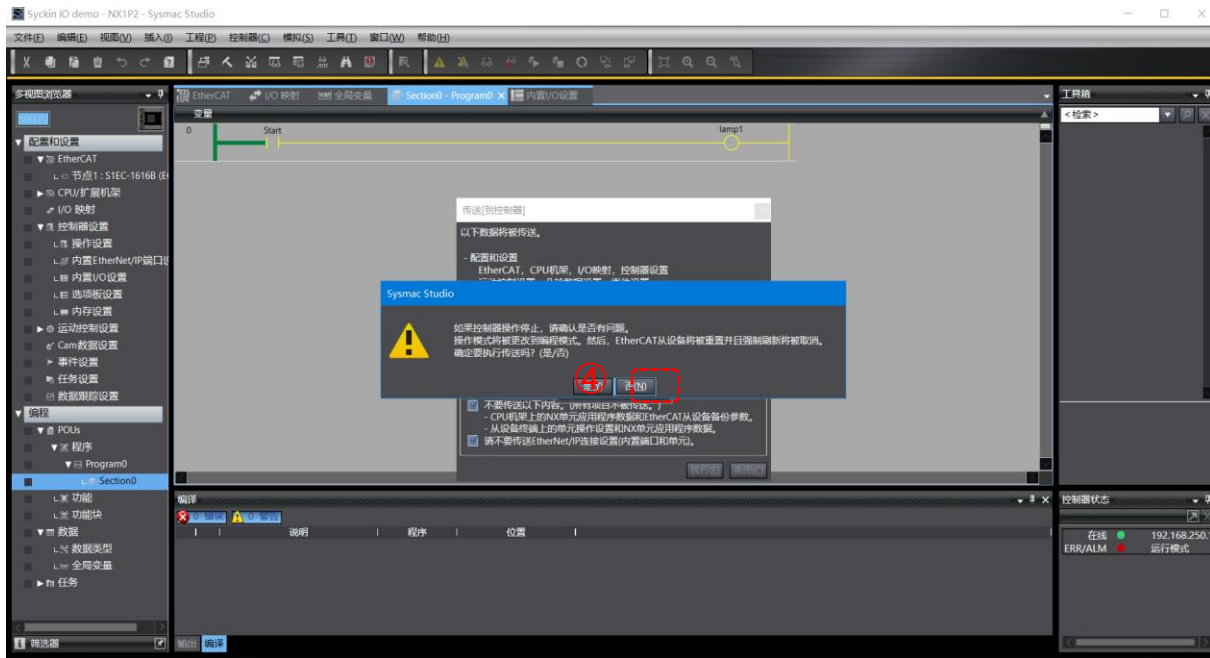 Syckin IO demo - NX1P2 - Sysmac Studio
文件(F) 编辑(E) 视图(V) 插入(I) 工程(P) 控制器(C) 模拟(S) 工具(T) 窗口(W) 帮助(H)
多视图浏览器
NX1P2
配置和设置
EtherCAT
节点1 : S1EC-1616B (E
CPU/扩展机架
I/O 映射
控制器设置
操作设置
内置EtherNet/IP端口设
内置I/O设置
选项板设置
内存设置
运动控制设置
Cam数据设置
事件设置
任务设置
数据跟踪设置
编程
POUs
程序
Program0
Section0
功能
功能块
数据
数据类型
全局变量
任务
筛选器
EtherCAT I/O 映射 全局变量 Section0 - Program0 内置I/O设置
变量
0 Start lamp1
传送[到控制器]
以下数据将被传送。
- 配置和设置
EtherCAT，CPU机架，I/O映射，控制器设置
Sysmac Studio
如果控制器操作停止，请确认是否有问题。
操作模式将被更改到编程模式。然后，EtherCAT从设备将被重置并且强制刷新将被取消。
确定要执行传送吗？(是/否)
④
否(N)
不要传送以下内容。(所有项目不被传送。)
- CPU机架上的NX单元应用程序数据和EtherCAT从设备备份参数。
- 从设备终端上的单元操作设置和NX单元应用程序数据。
请不要传送EtherNet/IP连接设置(内置端口和单元)。
执行(E) 关闭(C)
编译
0 错误 0 警告
说明 程序 位置
输出 编译
工具箱
<检索>
控制器状态
在线 192.168.250.1
ERR/ALM 运行模式